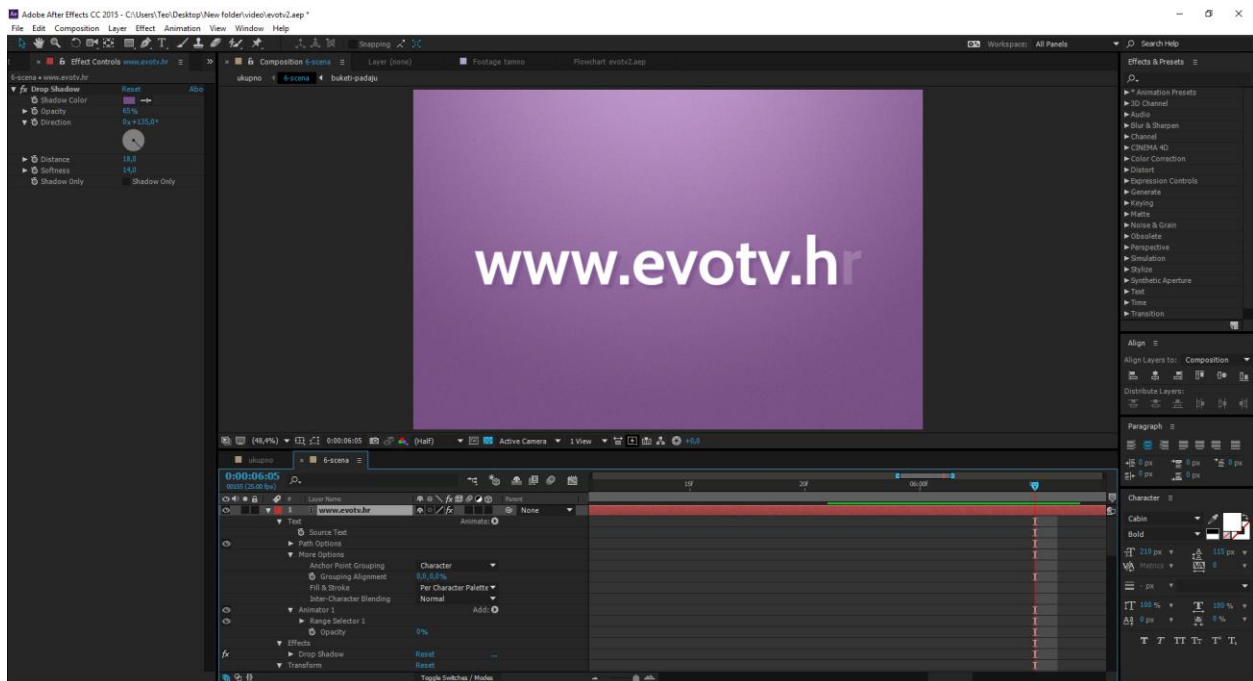 Adobe After Effects CC 2015 - C:\Users\Teo\Desktop\New folder\video\evotv2.aep *
File Edit Composition Layer Effect Animation View Window Help
Snapping
Workspace: All Panels
Search Help
Effect Controls www.evotv.hr
6-scena • www.evotv.hr
fx Drop Shadow Reset Abo
Shadow Color
Opacity 65%
Direction 0x+135,0°
Distance 18,0
Softness 14,0
Shadow Only Shadow Only
Composition 6-scena
Layer (none)
Footage tamno
Flowchart evotv2.aep
ukupno 6-scena buketi-padaju
www.evotv.hr
(48,4%) 0:00:06:05 (Half) Active Camera 1 View +0,0
Effects & Presets
* Animation Presets
3D Channel
Audio
Blur & Sharpen
Channel
CINEMA 4D
Color Correction
Distort
Expression Controls
Generate
Keying
Matte
Noise & Grain
Obsolete
Perspective
Simulation
Stylize
Synthetic Aperture
Text
Time
Transition
Align
Align Layers to: Composition
Distribute Layers:
Paragraph
0 px 0 px 0 px
0 px 0 px
Character
Cabin
Bold
210 px 115 px
Metrics 0
- px
100 % 100 %
0 px 0 %
T T TT Tт T' T,
ukupno 6-scena
0:00:06:05
00155 (25.00 fps)
15f 20f 06:00f
# Layer Name Parent
1 www.evotv.hr None
Text Animate:
Source Text
Path Options
More Options
Anchor Point Grouping Character
Grouping Alignment 0,0,0,0%
Fill & Stroke Per Character Palette
Inter-Character Blending Normal
Animator 1 Add:
Range Selector 1
Opacity 0%
Effects
fx Drop Shadow Reset ...
Transform Reset
Toggle Switches / Modes